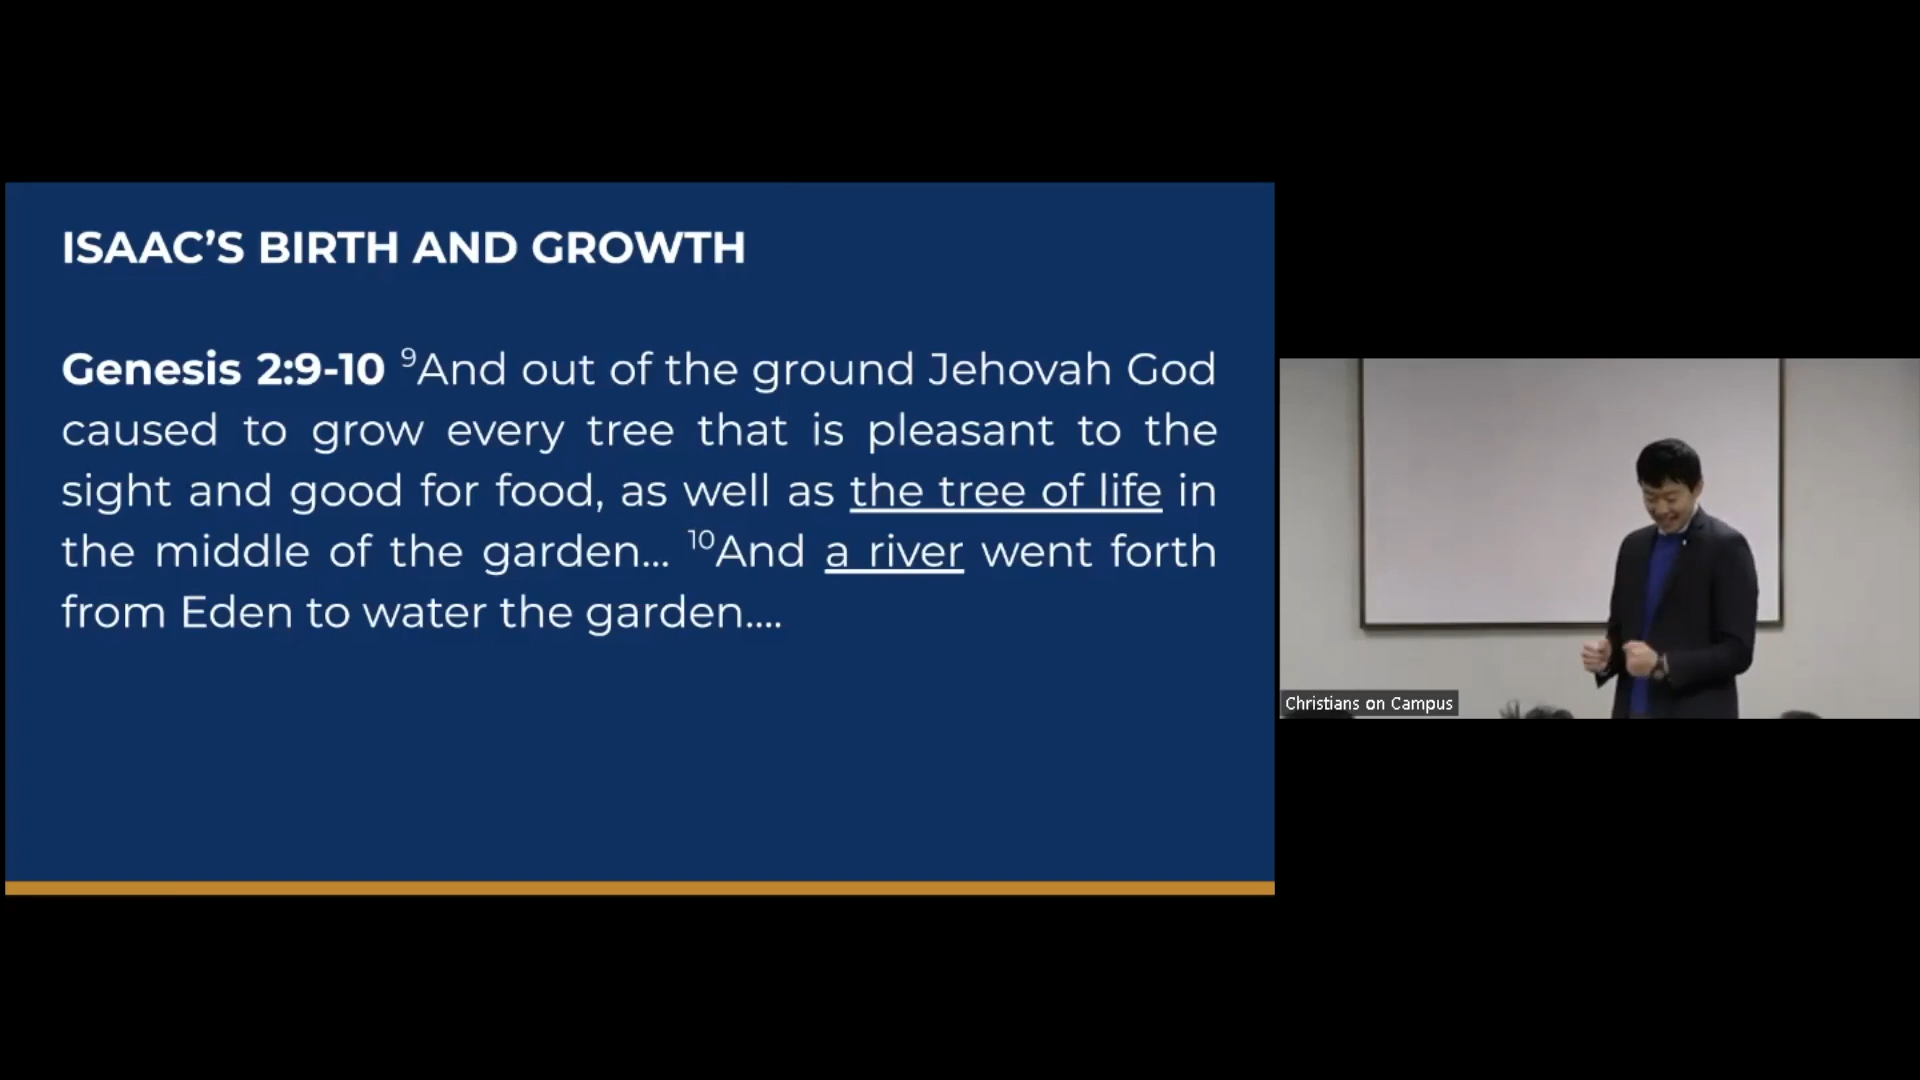 ISAAC’S BIRTH AND GROWTH
Genesis 2:9-10 ⁹And out of the ground Jehovah God
caused to grow every tree that is pleasant to the
sight and good for food, as well as the tree of life in
the middle of the garden... ¹⁰And a river went forth
from Eden to water the garden....
Christians on Campus